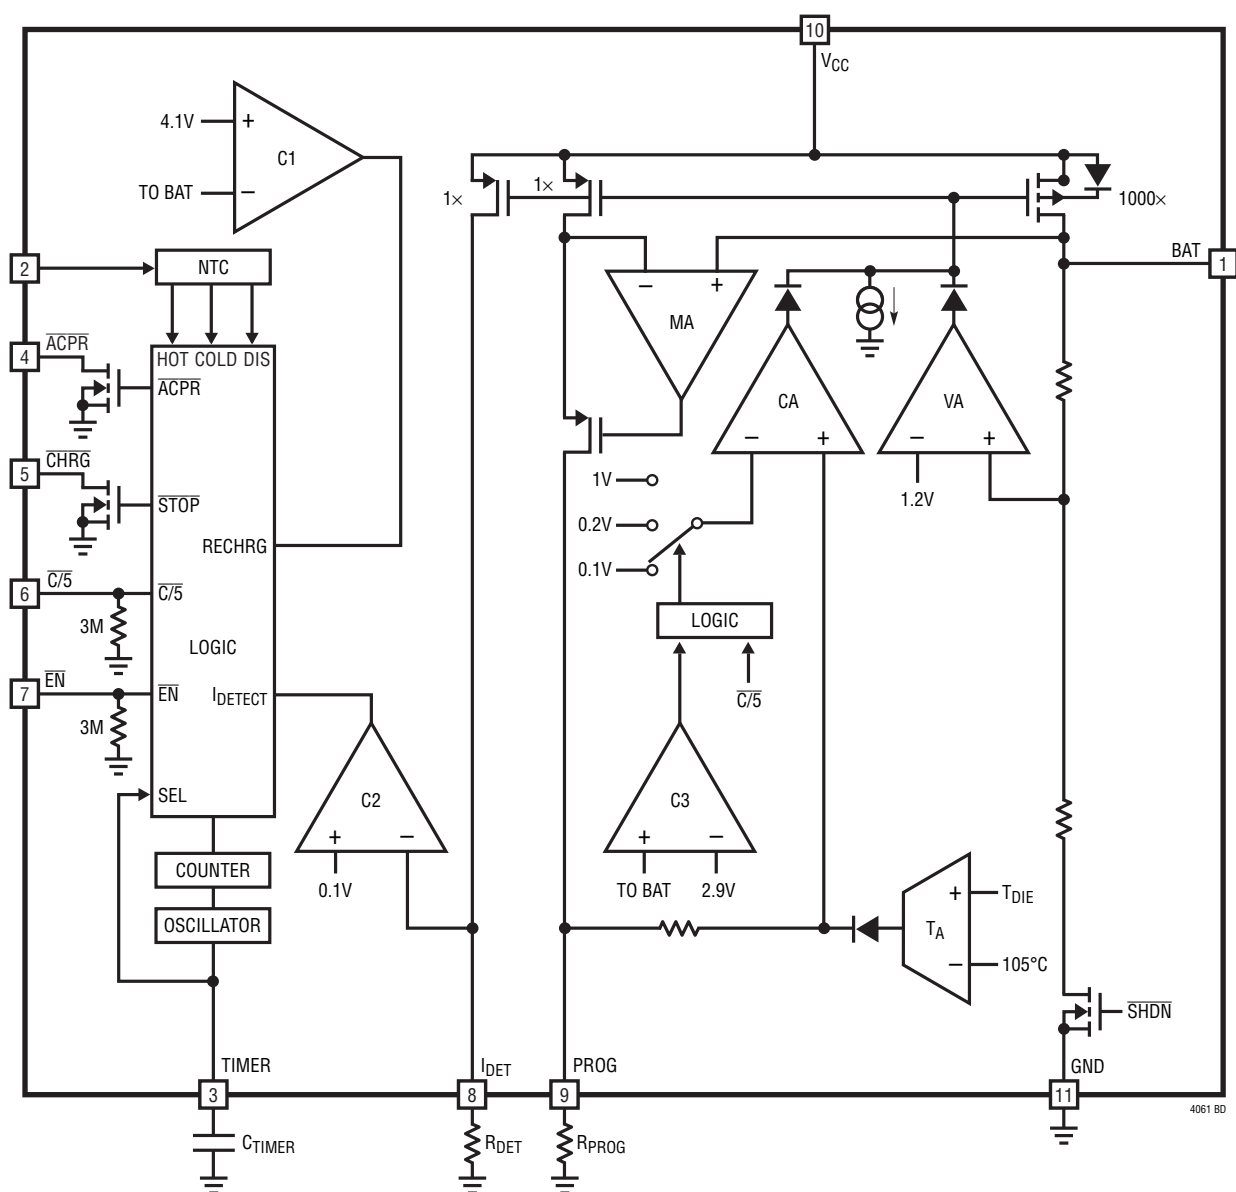 10
VCC
4.1V
+
C1
TO BAT
−
1×
1×
1000×
BAT
1
2
NTC
− +
MA
ACPR
4
HOT COLD DIS
ACPR
CA
VA
− +
− +
CHRG
5
STOP
1V
1.2V
0.2V
RECHRG
0.1V
C/5
6
C/5
3M
LOGIC
LOGIC
EN
7
EN
IDETECT
C/5
3M
SEL
C2
C3
+ −
+ −
COUNTER
0.1V
TO BAT
2.9V
+
TDIE
OSCILLATOR
TA
−
105°C
SHDN
TIMER
IDET
PROG
GND
3
8
9
11
4061 BD
CTIMER
RDET
RPROG